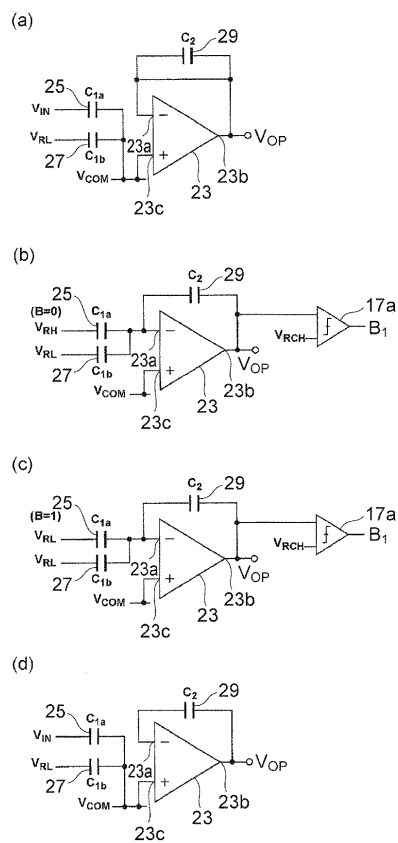 (a)
C2 29
25 C1a
VIN
VRL
27 C1b
VCOM
23a
23c
23
23b
VOP
(b)
C2 29
25
(B=0) C1a
VRH
VRL
27 C1b
VCOM
23a
23c
23
23b
VOP
17a
VRCH
B1
(c)
C2 29
25
(B=1) C1a
VRL
VRL
27 C1b
VCOM
23a
23c
23
23b
VOP
17a
VRCH
B1
(d)
C2 29
25 C1a
VIN
VRL
27 C1b
VCOM
23a
23c
23
23b
VOP